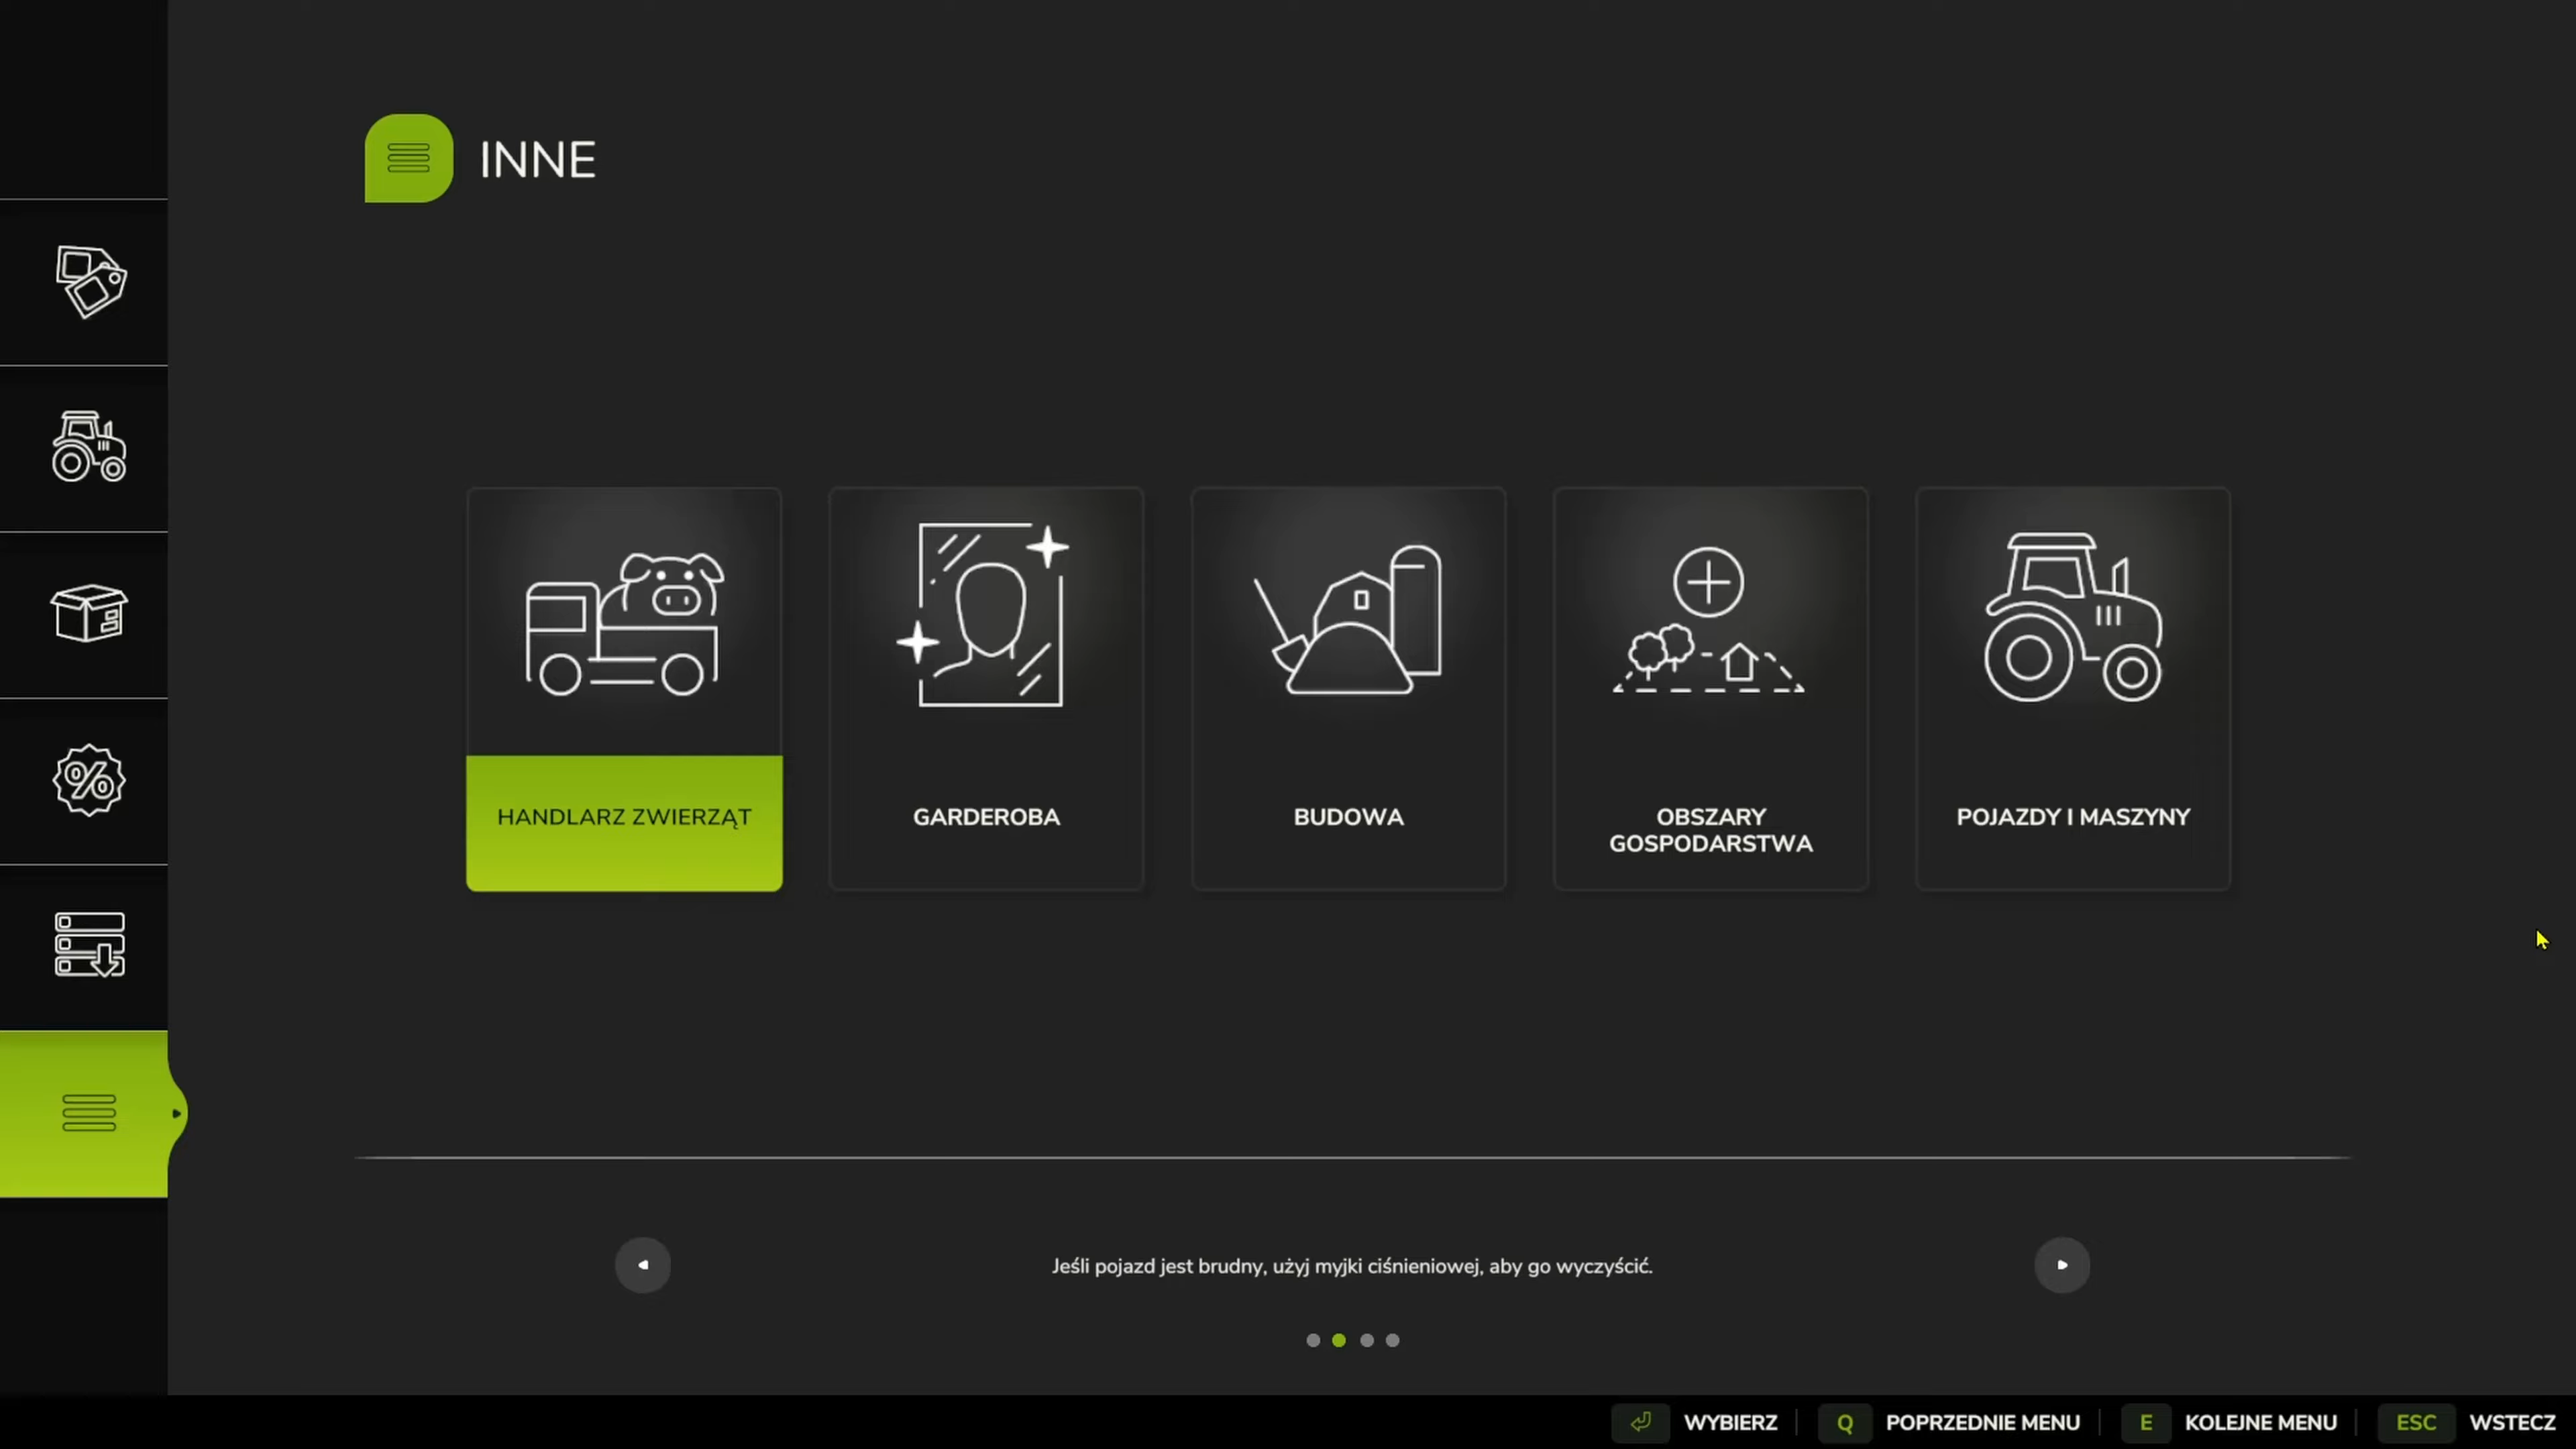 INNE
HANDLARZ ZWIERZĄT
GARDEROBA
BUDOWA
OBSZARY
GOSPODARSTWA
POJAZDY I MASZYNY
Jeśli pojazd jest brudny, użyj myjki ciśnieniowej, aby go wyczyścić.
WYBIERZ
Q POPRZEDNIE MENU
E KOLEJNE MENU
ESC WSTECZ